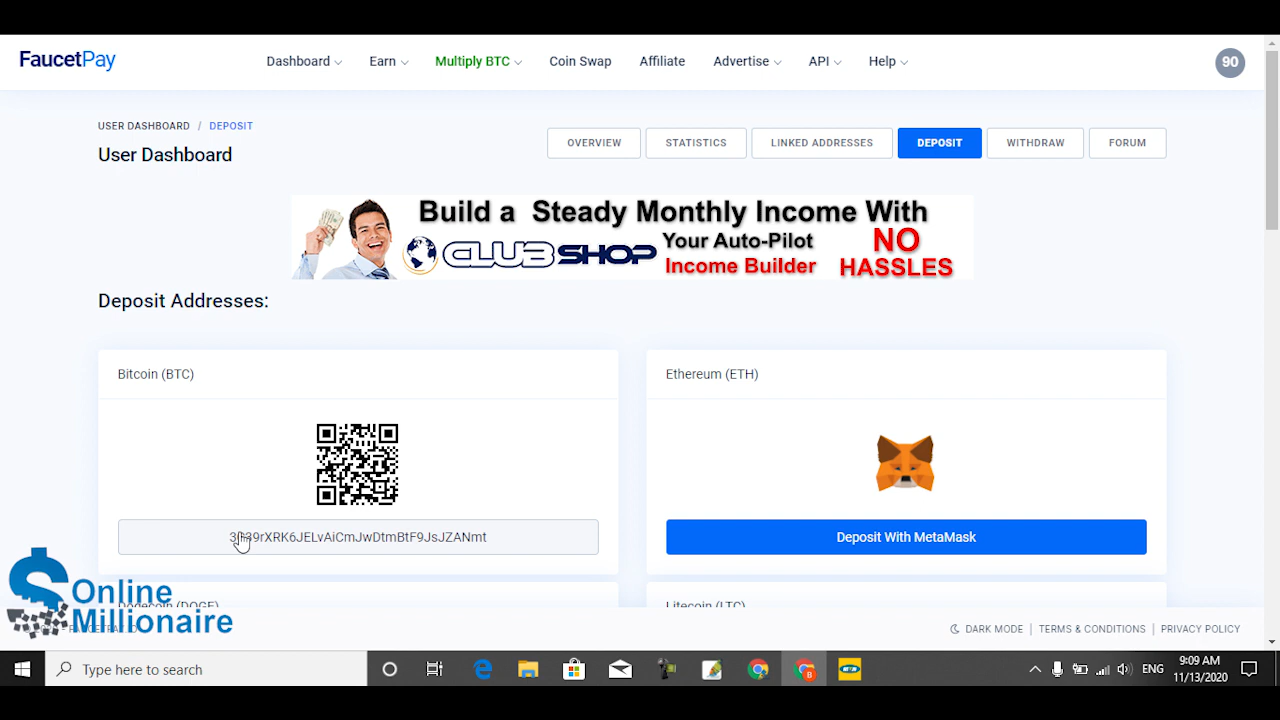 FaucetPay
Dashboard
Earn
Multiply BTC
Coin Swap
Affiliate
Advertise
API
Help
90
USER DASHBOARD / DEPOSIT
User Dashboard
OVERVIEW
STATISTICS
LINKED ADDRESSES
DEPOSIT
WITHDRAW
FORUM
Build a Steady Monthly Income With
CLUBSHOP
Your Auto-Pilot
Income Builder
NO
HASSLES
Deposit Addresses:
Bitcoin (BTC)
Ethereum (ETH)
Deposit With MetaMask
Dogecoin (DOGE)
Litecoin (LTC)
Online
Millionaire
DARK MODE
TERMS & CONDITIONS
PRIVACY POLICY
Type here to search
ENG
9:09 AM
11/13/2020